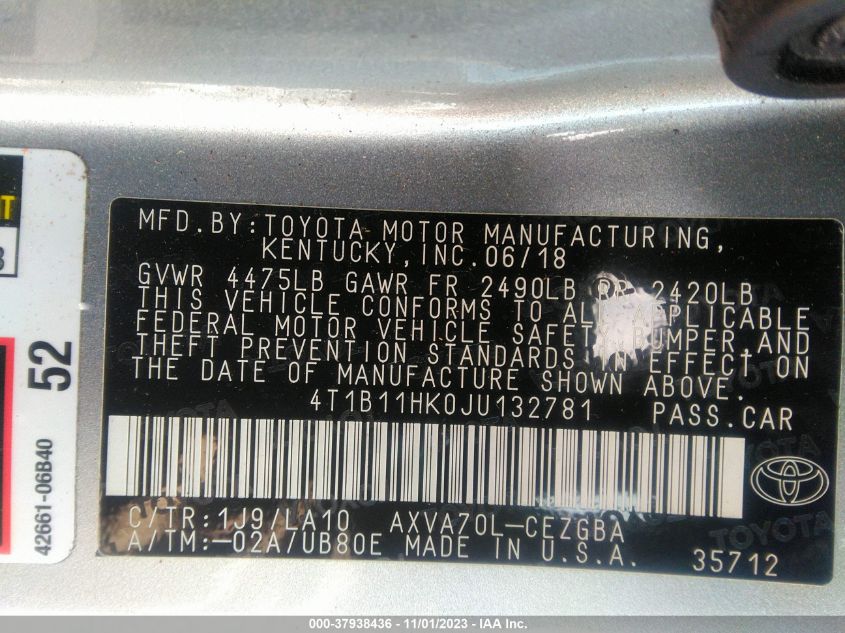 T
8
52
42661-06B40
MFD. BY: TOYOTA MOTOR MANUFACTURING,
KENTUCKY, INC. 06/18
GVWR 4475LB GAWR FR 2490LB RR 2420LB
THIS VEHICLE CONFORMS TO ALL APPLICABLE
FEDERAL MOTOR VEHICLE SAFETY, BUMPER AND
THEFT PREVENTION STANDARDS IN EFFECT ON
THE DATE OF MANUFACTURE SHOWN ABOVE.
4T1B11HK0JU132781 PASS.CAR
C/TR: 1J9/LA10 AXVA70L-CEZGBA
A/TM: -02A/UB80E MADE IN U.S.A. 35712
TOYOTA
000-37938436 - 11/01/2023 - IAA Inc.